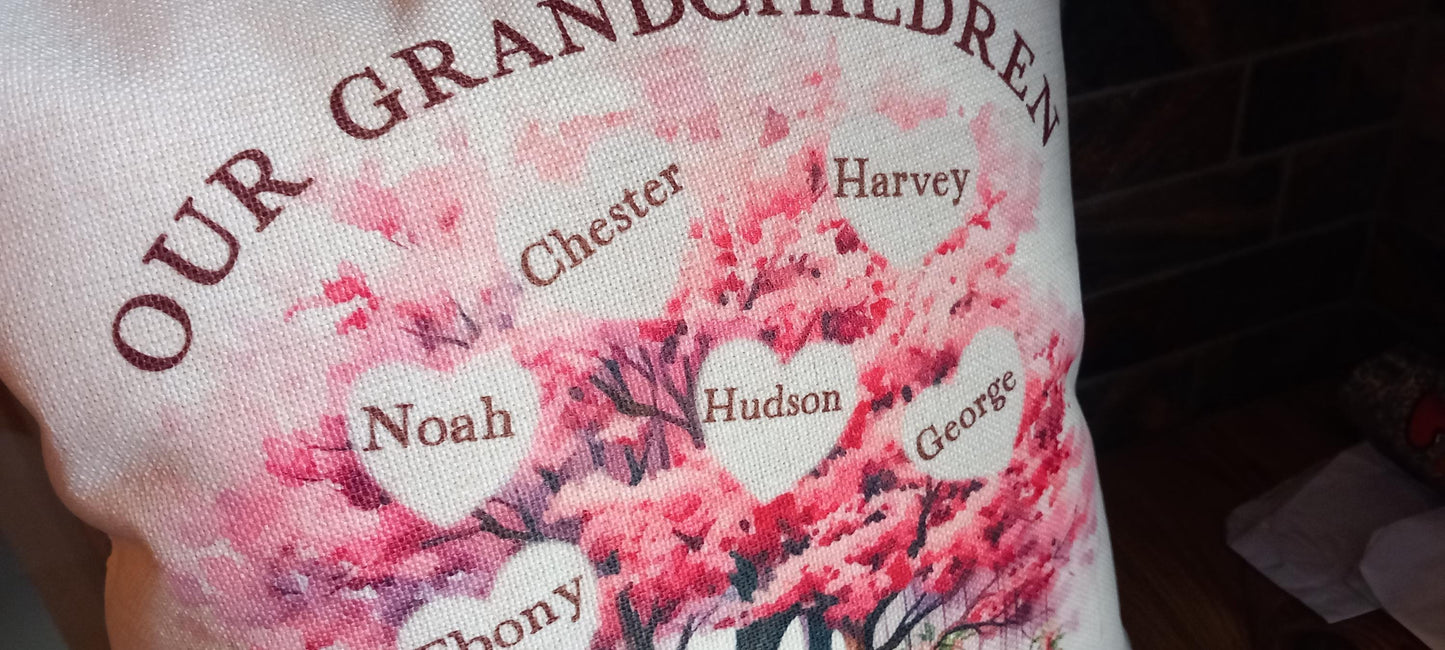 OUR GRANDCHILDREN
Chester
Harvey
Noah
Hudson
George
Ebony